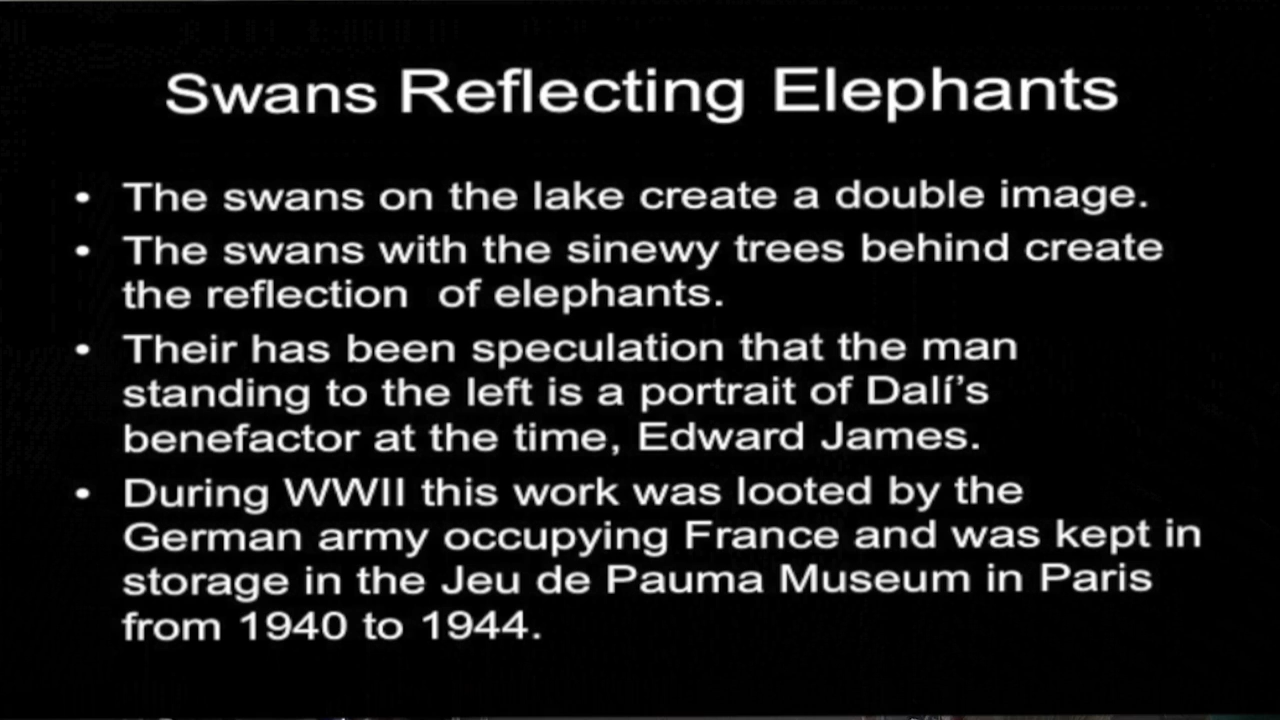 Swans Reflecting Elephants
• The swans on the lake create a double image.
• The swans with the sinewy trees behind create
the reflection  of elephants.
• Their has been speculation that the man
standing to the left is a portrait of Dalí’s
benefactor at the time, Edward James.
• During WWII this work was looted by the
German army occupying France and was kept in
storage in the Jeu de Pauma Museum in Paris
from 1940 to 1944.